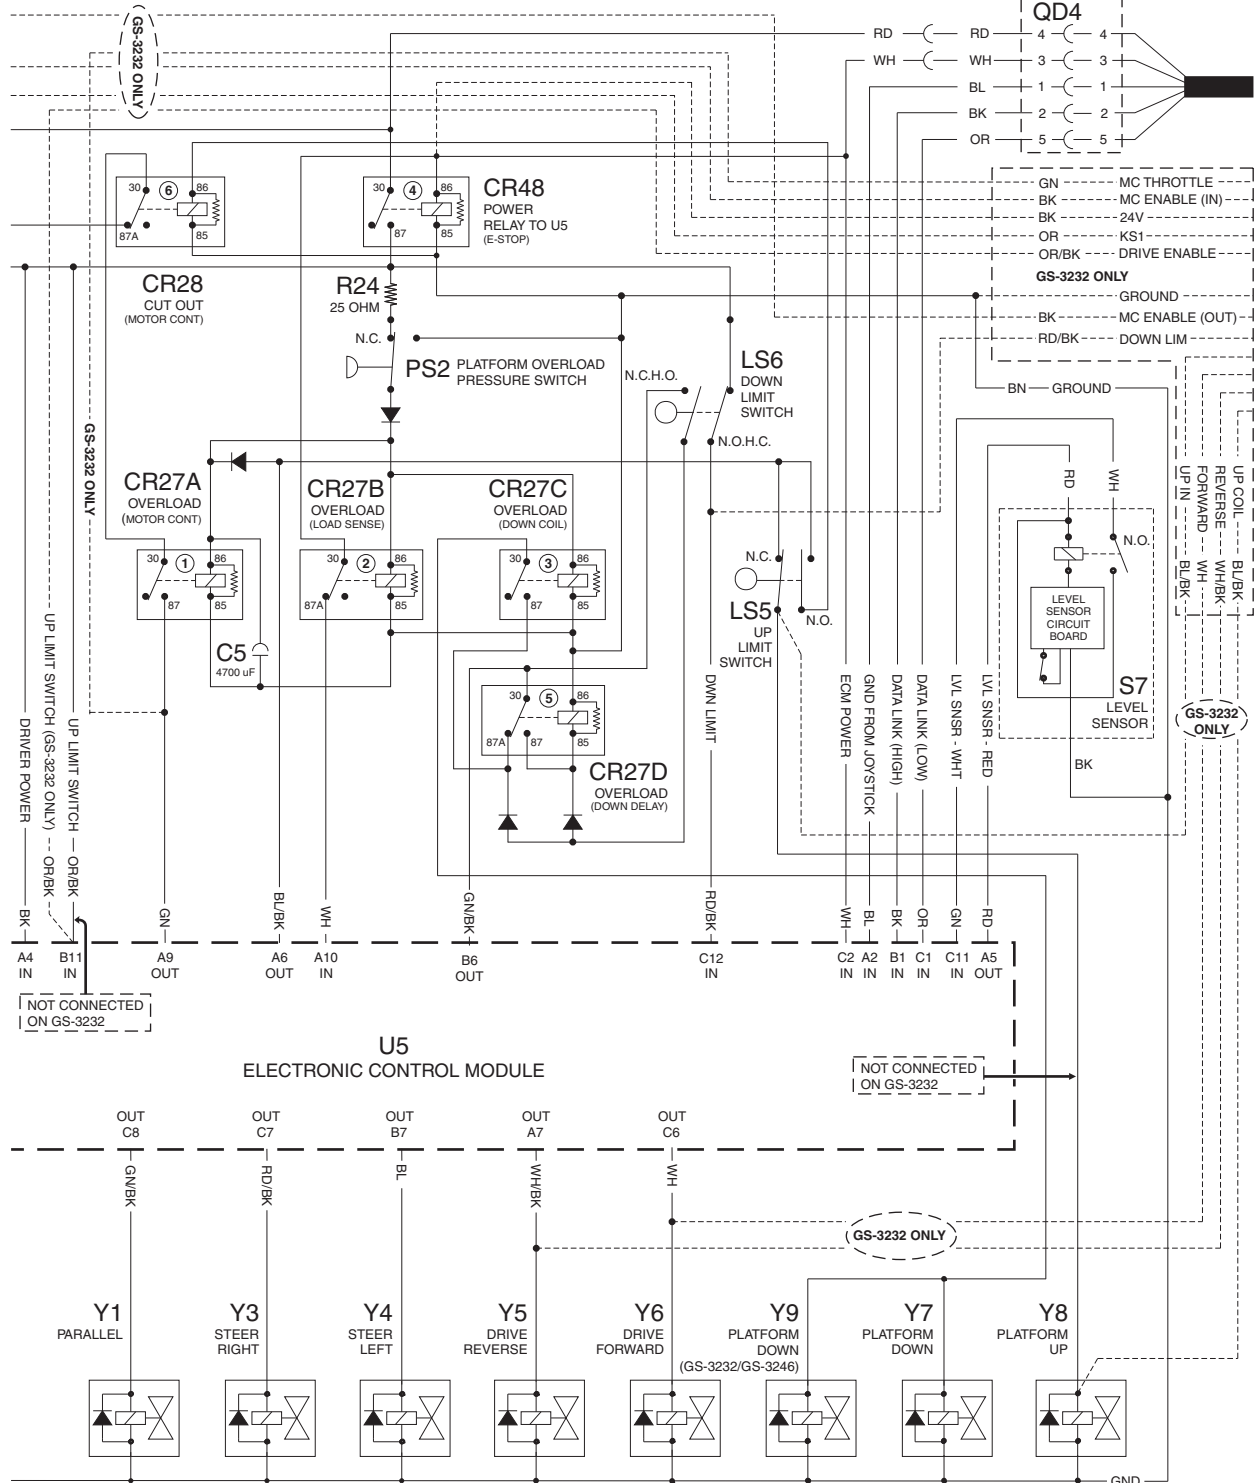 QD4
GS-3232 ONLY
RD RD 4 4
WH WH 3 3
BL 1 1
BK 2 2
OR 5 5
GN MC THROTTLE
BK MC ENABLE (IN)
BK 24V
OR KS1
OR/BK DRIVE ENABLE
GS-3232 ONLY
GROUND
BK MC ENABLE (OUT)
RD/BK DOWN LIM
BN GROUND
30 6 86
87A 85
CR28
CUT OUT
(MOTOR CONT)
30 4 86
87 85
CR48
POWER
RELAY TO U5
(E-STOP)
R24
25 OHM
N.C.
PS2 PLATFORM OVERLOAD
PRESSURE SWITCH
N.C.H.O.
LS6
DOWN
LIMIT
SWITCH
N.O.H.C.
GS-3232 ONLY
CR27A
OVERLOAD
(MOTOR CONT)
30 1 86
87 85
CR27B
OVERLOAD
(LOAD SENSE)
30 2 86
87A 85
CR27C
OVERLOAD
(DOWN COIL)
30 3 86
87 85
C5
4700 uF
30 5 86
87A 87 85
CR27D
OVERLOAD
(DOWN DELAY)
N.C.
LS5
N.O.
UP
LIMIT
SWITCH
RD
WH
N.O.
LEVEL
SENSOR
CIRCUIT
BOARD
S7
LEVEL
SENSOR
BK
UP IN BL/BK
FORWARD WH
REVERSE WH/BK
UP COIL BL/BK
GS-3232
ONLY
DRIVER POWER BK
UP LIMIT SWITCH (GS-3232 ONLY) OR/BK
UP LIMIT SWITCH OR/BK
GN
BL/BK
WH
GN/BK
DWN LIMIT RD/BK
ECM POWER WH
GND FROM JOYSTICK BL
DATA LINK (HIGH) BK
DATA LINK (LOW) OR
LVL SNSR - WHT GN
LVL SNSR - RED RD
A4 B11 A9 A6 A10 B6 C12 C2 A2 B1 C1 C11 A5
IN IN OUT OUT IN OUT IN IN IN IN IN IN OUT
NOT CONNECTED
ON GS-3232
U5
ELECTRONIC CONTROL MODULE
NOT CONNECTED
ON GS-3232
OUT OUT OUT OUT OUT
C8 C7 B7 A7 C6
GN/BK
RD/BK
BL
WH/BK
WH
GS-3232 ONLY
Y1
PARALLEL
Y3
STEER
RIGHT
Y4
STEER
LEFT
Y5
DRIVE
REVERSE
Y6
DRIVE
FORWARD
Y9
PLATFORM
DOWN
(GS-3232/GS-3246)
Y7
PLATFORM
DOWN
Y8
PLATFORM
UP
GND